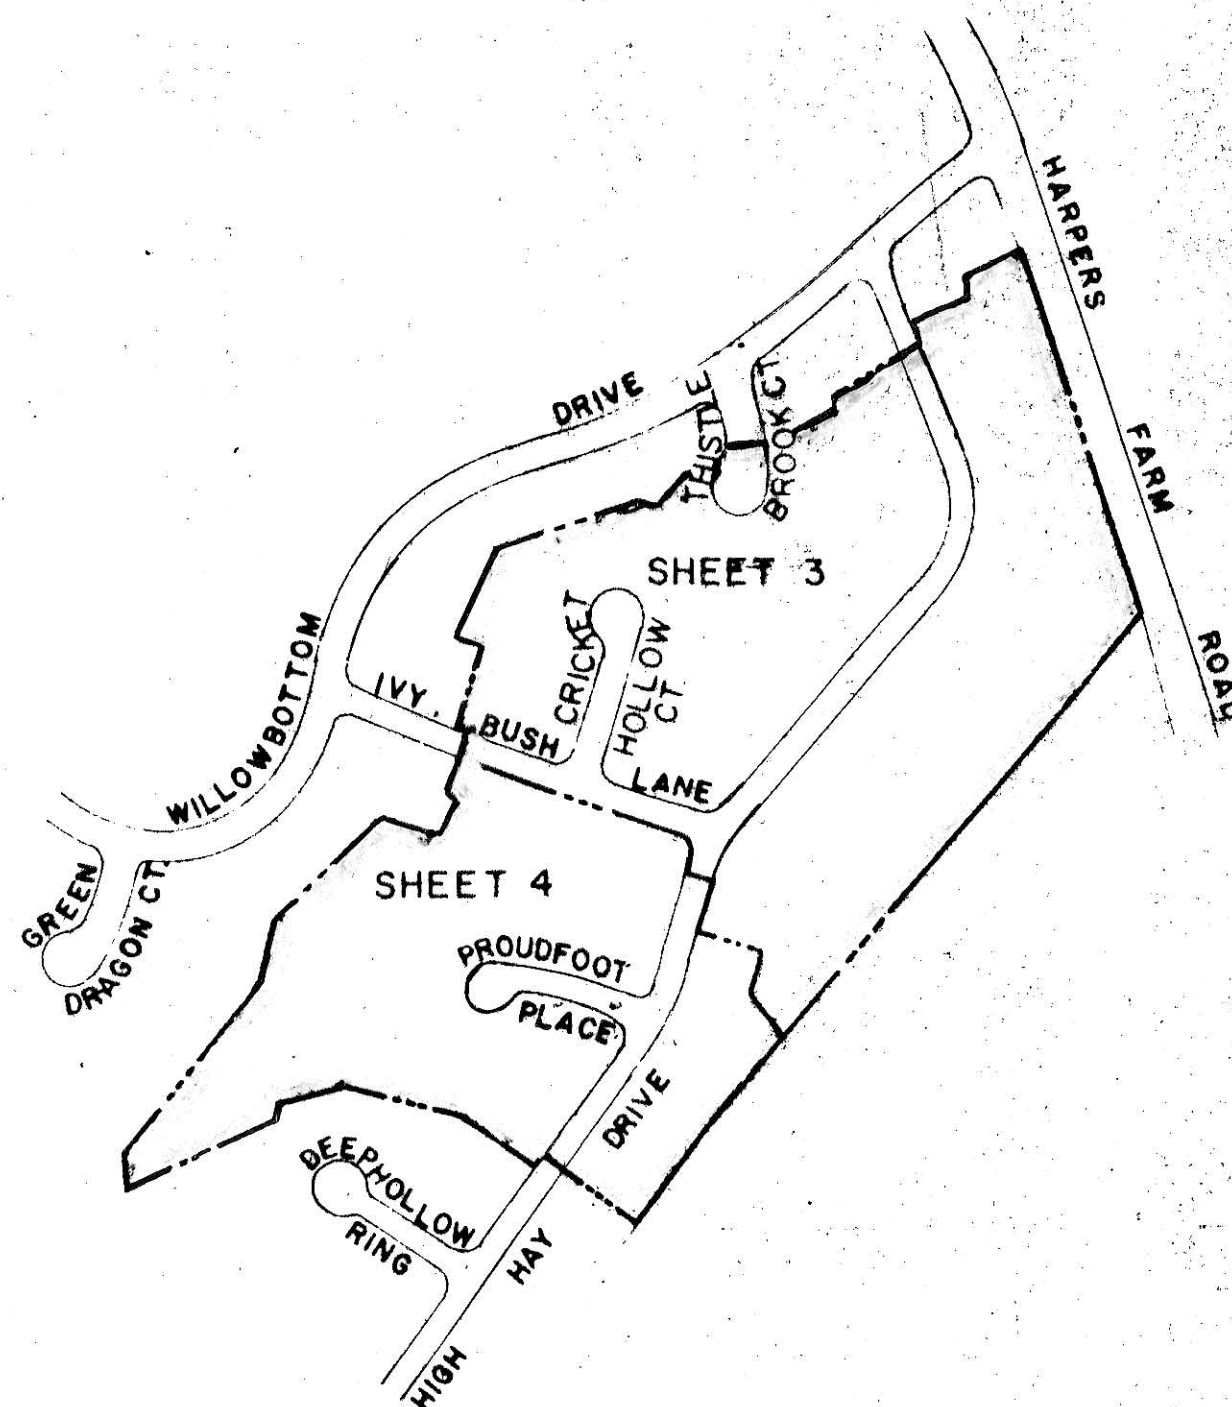 HARPERS FARM ROAD
WILLOWBOTTOM DRIVE
THISTLE
BROOK CT.
SHEET 3
CRICKET
HOLLOW
CT.
IVY BUSH LANE
GREEN
DRAGON CT.
SHEET 4
PROUDFOOT
PLACE
DEEPHOLLOW
RING
HIGH HAY DRIVE